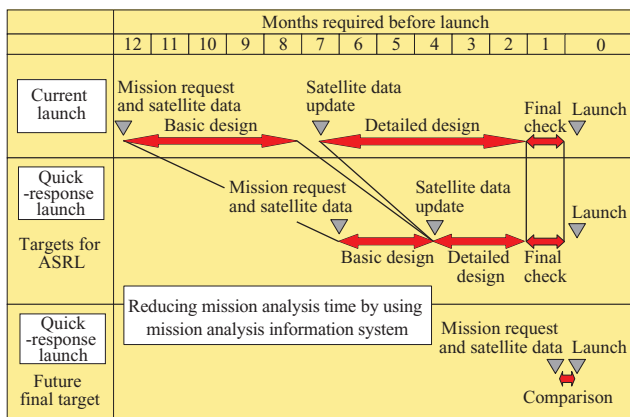 Months required before launch
12 11 10 9 8 7 6 5 4 3 2 1 0
Current
launch
Mission request
and satellite data
Basic design
Satellite data
update
Detailed design
Final
check
Launch
Quick
-response
launch
Targets for
ASRL
Mission request
and satellite data
Basic design
Satellite data
update
Detailed
design
Final
check
Launch
Reducing mission analysis time by using
mission analysis information system
Quick
-response
launch
Future
final target
Mission request
and satellite data
Launch
Comparison